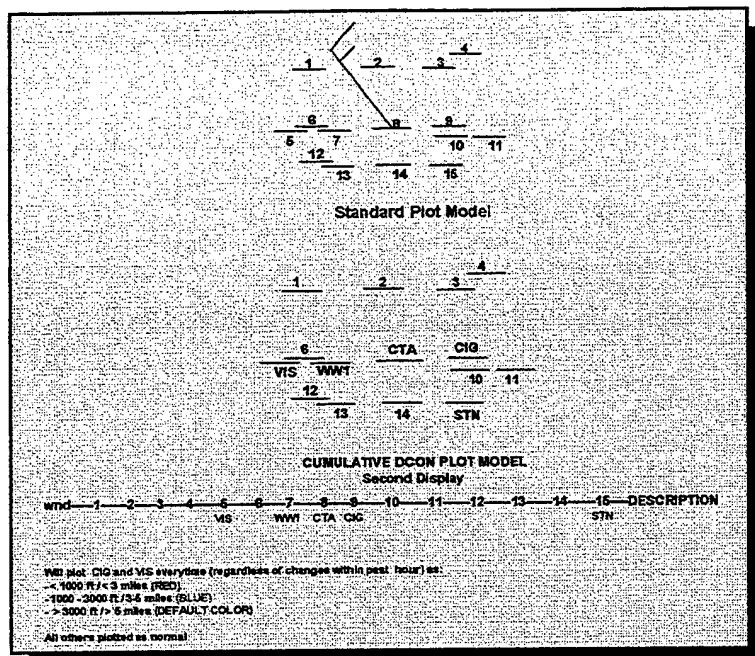 4
1 2 3
6 8 9
5 7 10 11
12
13 14 15
Standard Plot Model
4
1 2 3
6 CTA CIG
VIS WW1 10 11
12
13 14 STN
CUMULATIVE DCON PLOT MODEL
Second Display
wnd—1—2—3—4—5—6—7—8—9—10—11—12—13—14—15—DESCRIPTION
VIS WW1 CTA CIG STN
Will plot CIG and VIS everytime (regardless of changes within past hour) as:
- < 1000 ft / < 3 miles (RED)
-1000 - 3000 ft / 3-5 miles (BLUE)
- > 3000 ft / > 5 miles (DEFAULT COLOR)
All others plotted as normal